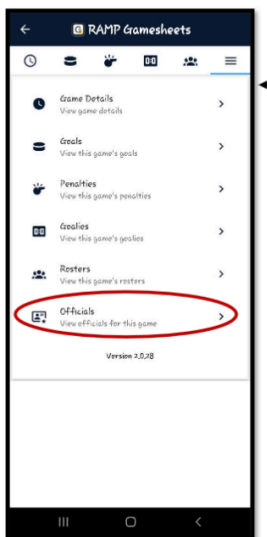 RAMP Gamesheets
Game Details
View game details
Goals
View this game's goals
Penalties
View this game's penalties
Goalies
View this game's goalies
Rosters
View this game's rosters
Officials
View officials for this game
Version 2.0.28